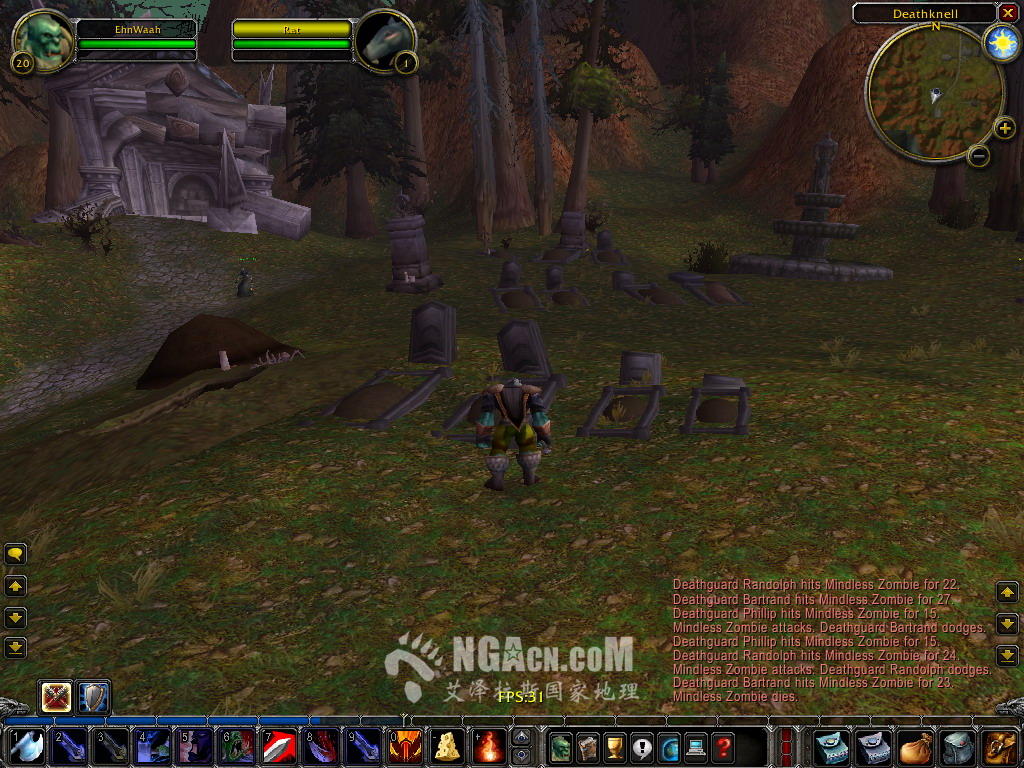 EhnWaah
20
Rat
1
Deathknell
N
Deathguard Randolph hits Mindless Zombie for 22.
Deathguard Bartrand hits Mindless Zombie for 27.
Deathguard Phillip hits Mindless Zombie for 15.
Mindless Zombie attacks. Deathguard Bartrand dodges.
Deathguard Phillip hits Mindless Zombie for 15.
Deathguard Randolph hits Mindless Zombie for 24.
Mindless Zombie attacks. Deathguard Randolph dodges.
Deathguard Bartrand hits Mindless Zombie for 23.
Mindless Zombie dies.
NGACN.COM
艾泽拉斯国家地理
FPS:31
1 2 3 4 5 6 7 8 9 0 - +